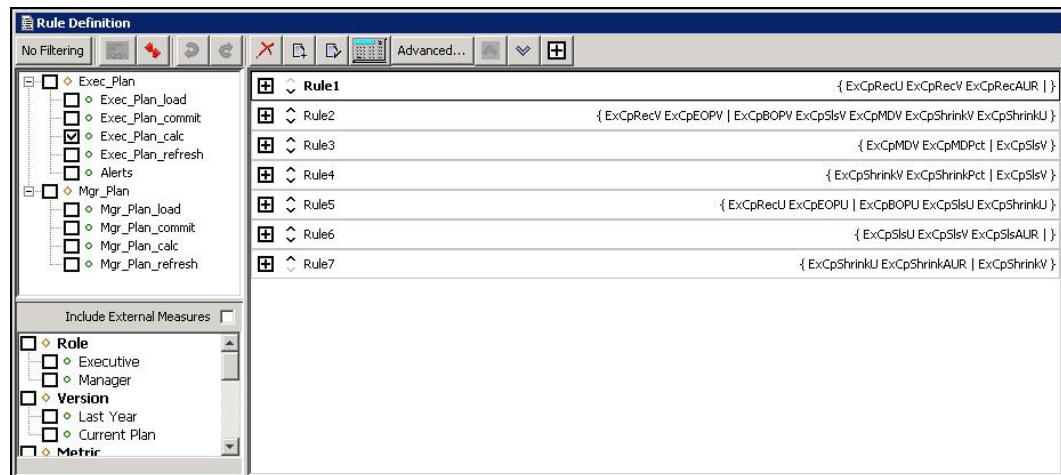 Rule Definition
No Filtering Advanced...
Exec_Plan
Exec_Plan_load
Exec_Plan_commit
Exec_Plan_calc
Exec_Plan_refresh
Alerts
Mgr_Plan
Mgr_Plan_load
Mgr_Plan_commit
Mgr_Plan_calc
Mgr_Plan_refresh
Include External Measures
Role
Executive
Manager
Version
Last Year
Current Plan
Metric
Rule1 { ExCpRecU ExCpRecV ExCpRecAUR | }
Rule2 { ExCpRecV ExCpEOPV | ExCpBOPV ExCpSlsV ExCpMDV ExCpShrinkV ExCpShrinkU }
Rule3 { ExCpMDV ExCpMDPct | ExCpSlsV }
Rule4 { ExCpShrinkV ExCpShrinkPct | ExCpSlsV }
Rule5 { ExCpRecU ExCpEOPU | ExCpBOPU ExCpSlsU ExCpShrinkU }
Rule6 { ExCpSlsU ExCpSlsV ExCpSlsAUR | }
Rule7 { ExCpShrinkU ExCpShrinkAUR | ExCpShrinkV }